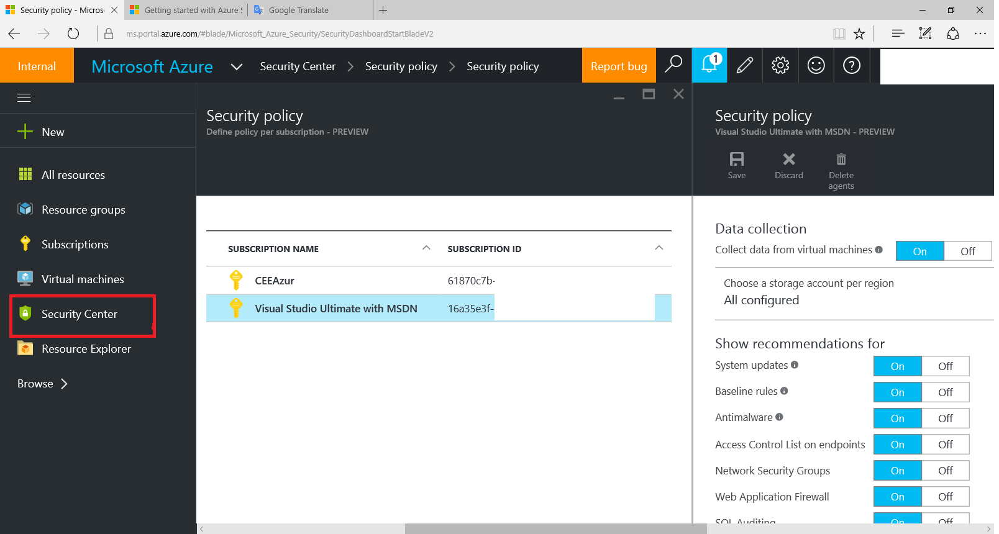 Security policy - Micros
Getting started with Azure S
Google Translate
ms.portal.azure.com/#blade/Microsoft_Azure_Security/SecurityDashboardStartBladeV2
Internal
Microsoft Azure
Security Center > Security policy > Security policy
Report bug
1
New
All resources
Resource groups
Subscriptions
Virtual machines
Security Center
Resource Explorer
Browse
Security policy
Define policy per subscription - PREVIEW
SUBSCRIPTION NAME SUBSCRIPTION ID
CEEAzur 61870c7b-
Visual Studio Ultimate with MSDN 16a35e3f-
Security policy
Visual Studio Ultimate with MSDN - PREVIEW
Save
Discard
Delete
agents
Data collection
Collect data from virtual machines On Off
Choose a storage account per region
All configured
Show recommendations for
System updates On Off
Baseline rules On Off
Antimalware On Off
Access Control List on endpoints On Off
Network Security Groups On Off
Web Application Firewall On Off
SQL Auditing On Off